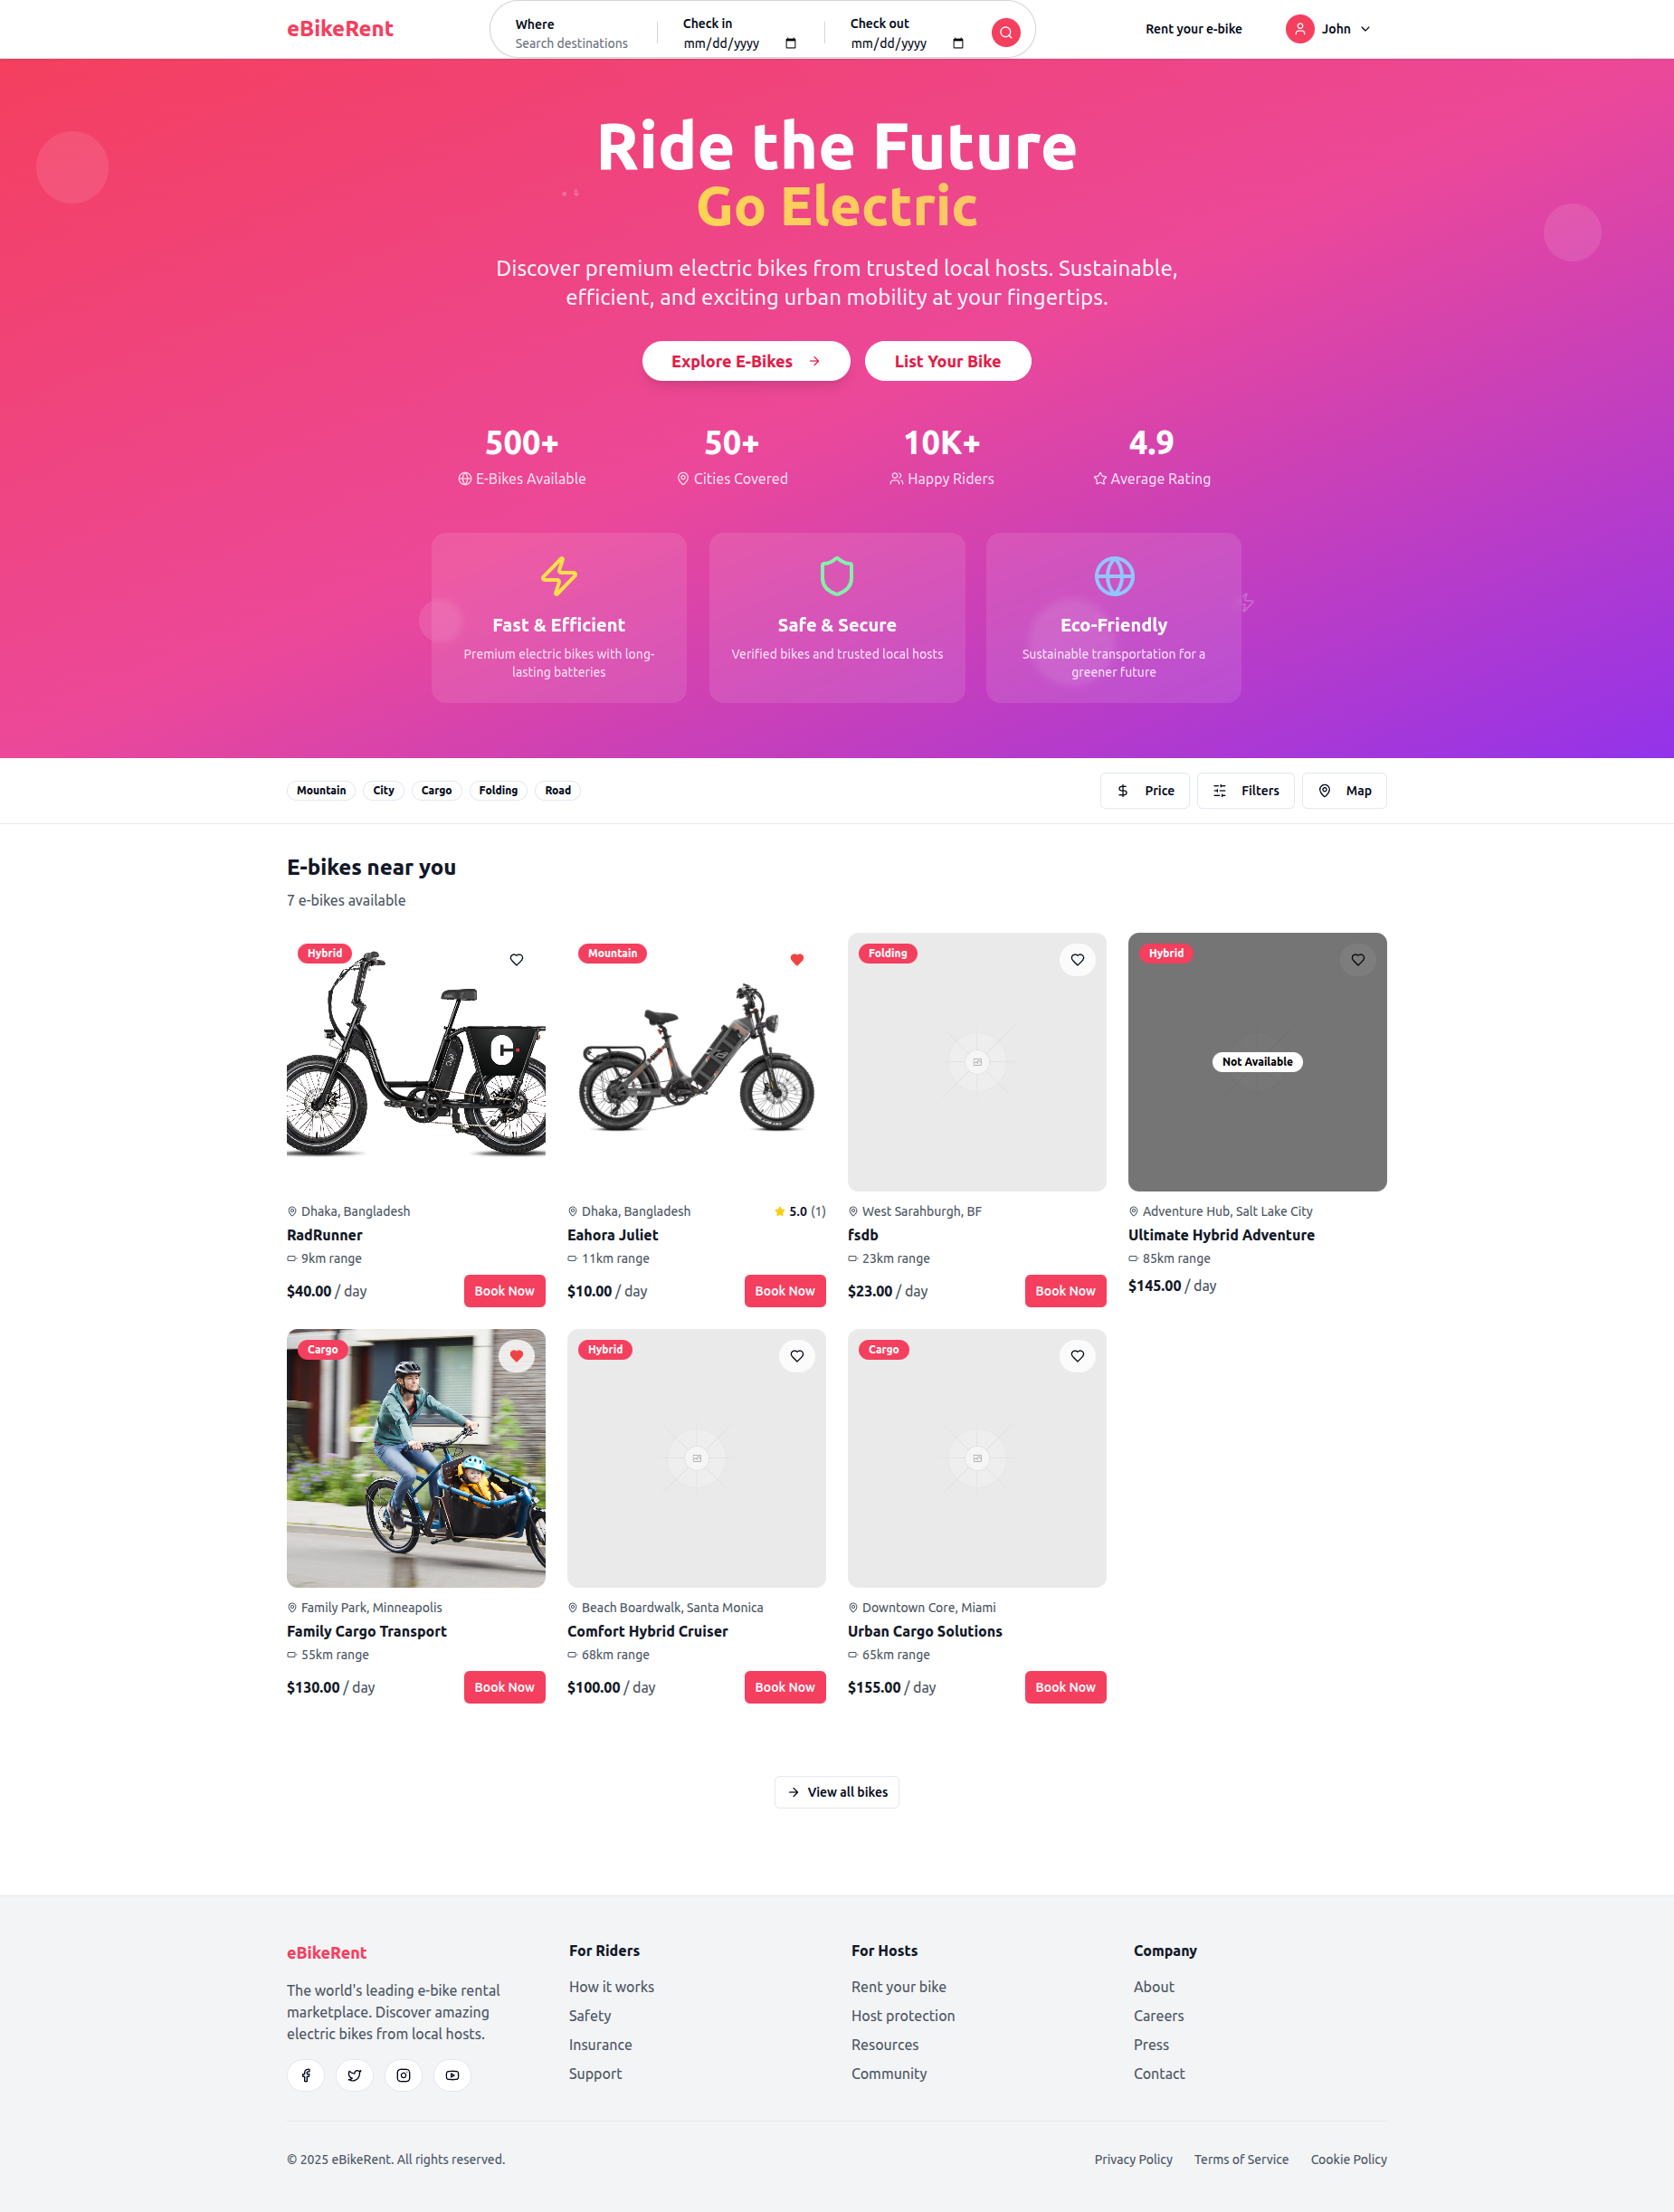 eBikeRent
Where
Search destinations
Check in
mm/dd/yyyy
Check out
mm/dd/yyyy
Rent your e-bike
John
Ride the Future
Go Electric
Discover premium electric bikes from trusted local hosts. Sustainable,
efficient, and exciting urban mobility at your fingertips.
Explore E-Bikes
List Your Bike
500+
E-Bikes Available
50+
Cities Covered
10K+
Happy Riders
4.9
Average Rating
Fast & Efficient
Premium electric bikes with long-
lasting batteries
Safe & Secure
Verified bikes and trusted local hosts
Eco-Friendly
Sustainable transportation for a
greener future
Mountain
City
Cargo
Folding
Road
Price
Filters
Map
E-bikes near you
7 e-bikes available
Hybrid
Dhaka, Bangladesh
RadRunner
9km range
$40.00 / day
Book Now
Mountain
Dhaka, Bangladesh
5.0 (1)
Eahora Juliet
11km range
$10.00 / day
Book Now
Folding
West Sarahburgh, BF
fsdb
23km range
$23.00 / day
Book Now
Hybrid
Not Available
Adventure Hub, Salt Lake City
Ultimate Hybrid Adventure
85km range
$145.00 / day
Cargo
Family Park, Minneapolis
Family Cargo Transport
55km range
$130.00 / day
Book Now
Hybrid
Beach Boardwalk, Santa Monica
Comfort Hybrid Cruiser
68km range
$100.00 / day
Book Now
Cargo
Downtown Core, Miami
Urban Cargo Solutions
65km range
$155.00 / day
Book Now
View all bikes
eBikeRent
The world's leading e-bike rental
marketplace. Discover amazing
electric bikes from local hosts.
For Riders
How it works
Safety
Insurance
Support
For Hosts
Rent your bike
Host protection
Resources
Community
Company
About
Careers
Press
Contact
© 2025 eBikeRent. All rights reserved.
Privacy Policy
Terms of Service
Cookie Policy